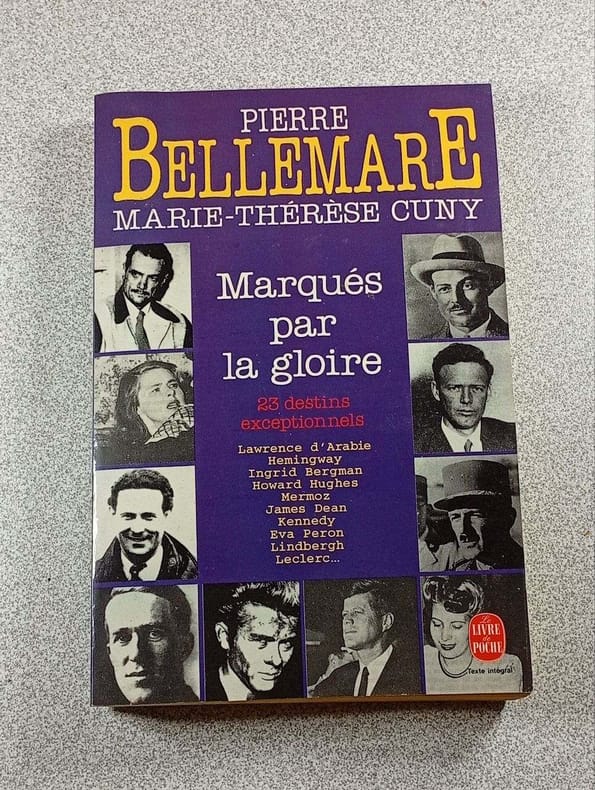 PIERRE
BELLEMARE
MARIE-THÉRÈSE CUNY
Marqués
par
la gloire
23 destins
exceptionnels
Lawrence d'Arabie
Hemingway
Ingrid Bergman
Howard Hughes
Mermoz
James Dean
Kennedy
Eva Peron
Lindbergh
Leclerc...
Le
LIVRE
de
POCHE
Texte intégral